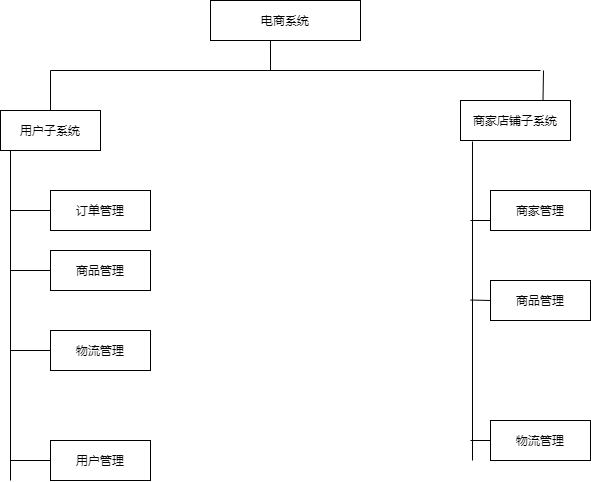 电商系统
用户子系统
订单管理
商品管理
物流管理
用户管理
商家店铺子系统
商家管理
商品管理
物流管理